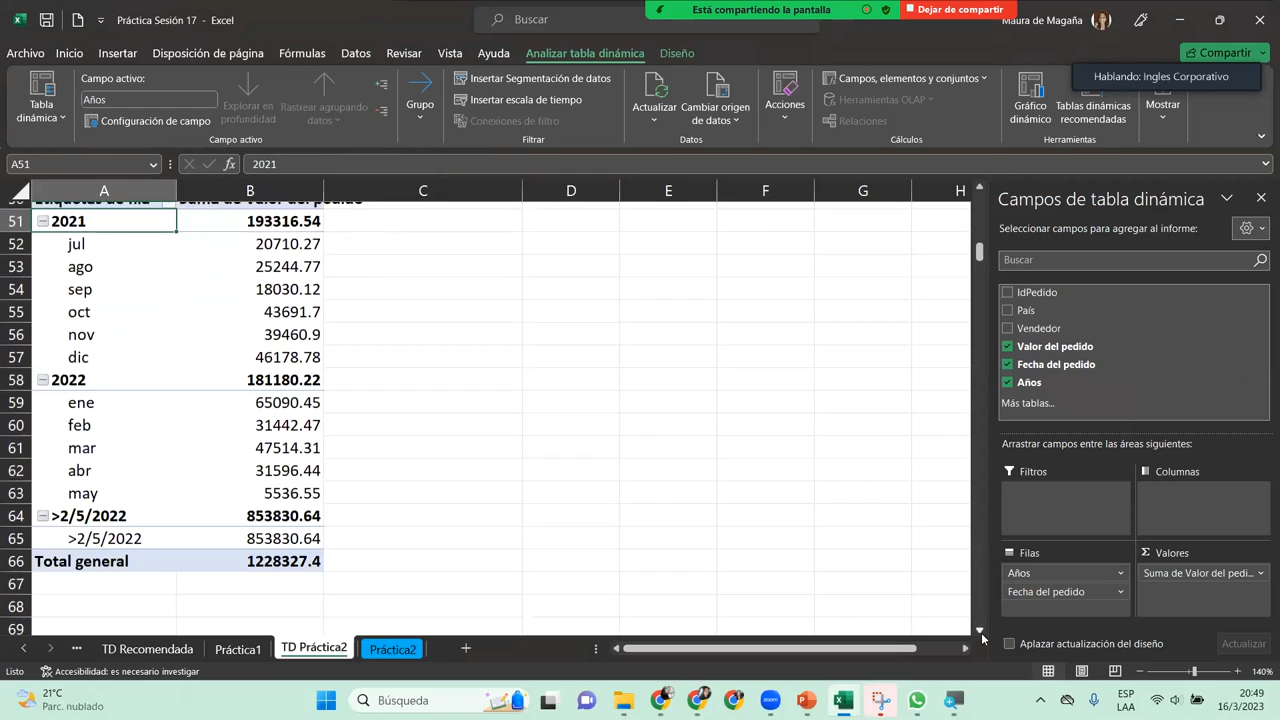 Práctica Sesión 17 - Excel
Buscar
Está compartiendo la pantalla
Dejar de compartir
Maura de Magaña
Archivo Inicio Insertar Disposición de página Fórmulas Datos Revisar Vista Ayuda Analizar tabla dinámica Diseño
Compartir
Hablando: Ingles Corporativo
Tabla dinámica
Campo activo:
Años
Configuración de campo
Explorar en profundidad
Rastrear agrupando datos
Campo activo
Grupo
Insertar Segmentación de datos
Insertar escala de tiempo
Conexiones de filtro
Filtrar
Actualizar
Cambiar origen de datos
Datos
Acciones
Campos, elementos y conjuntos
Herramientas OLAP
Relaciones
Cálculos
Gráfico dinámico
Tablas dinámicas recomendadas
Herramientas
Mostrar
A51
fx
2021
A B C D E F G H
Etiquetas de fila Suma de Valor del pedido
51 2021 193316.54
52 jul 20710.27
53 ago 25244.77
54 sep 18030.12
55 oct 43691.7
56 nov 39460.9
57 dic 46178.78
58 2022 181180.22
59 ene 65090.45
60 feb 31442.47
61 mar 47514.31
62 abr 31596.44
63 may 5536.55
64 >2/5/2022 853830.64
65 >2/5/2022 853830.64
66 Total general 1228327.4
67
68
69
Campos de tabla dinámica
Seleccionar campos para agregar al informe:
Buscar
IdPedido
País
Vendedor
Valor del pedido
Fecha del pedido
Años
Más tablas...
Arrastrar campos entre las áreas siguientes:
Filtros
Columnas
Filas
Σ Valores
Años
Suma de Valor del pedi...
Fecha del pedido
Aplazar actualización del diseño
Actualizar
TD Recomendada Práctica1 TD Práctica2 Práctica2
Listo
Accesibilidad: es necesario investigar
140%
21°C
Parc. nublado
Búsqueda
ESP
LAA
20:49
16/3/2023